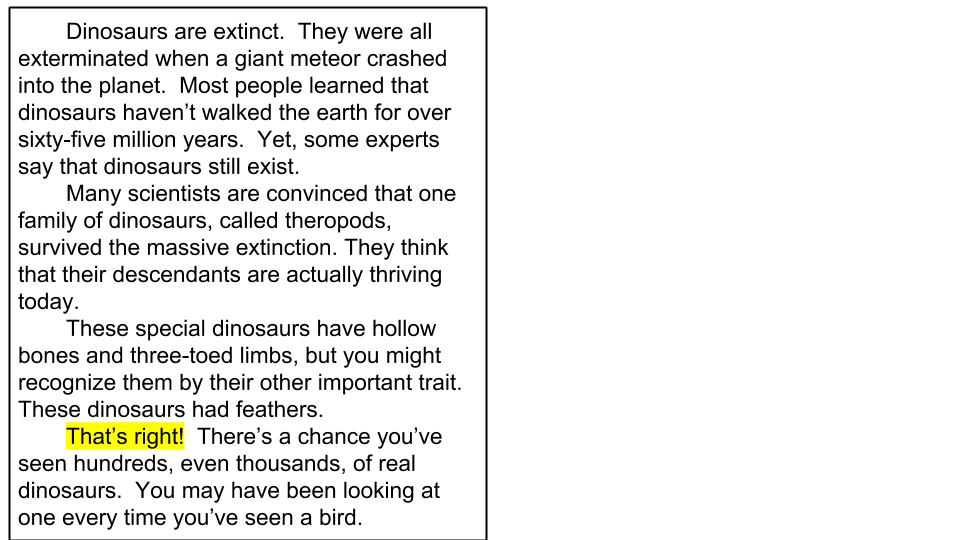 Dinosaurs are extinct.  They were all
exterminated when a giant meteor crashed
into the planet.  Most people learned that
dinosaurs haven’t walked the earth for over
sixty-five million years.  Yet, some experts
say that dinosaurs still exist.
Many scientists are convinced that one
family of dinosaurs, called theropods,
survived the massive extinction. They think
that their descendants are actually thriving
today.
These special dinosaurs have hollow
bones and three-toed limbs, but you might
recognize them by their other important trait.
These dinosaurs had feathers.
That’s right!  There’s a chance you’ve
seen hundreds, even thousands, of real
dinosaurs.  You may have been looking at
one every time you’ve seen a bird.